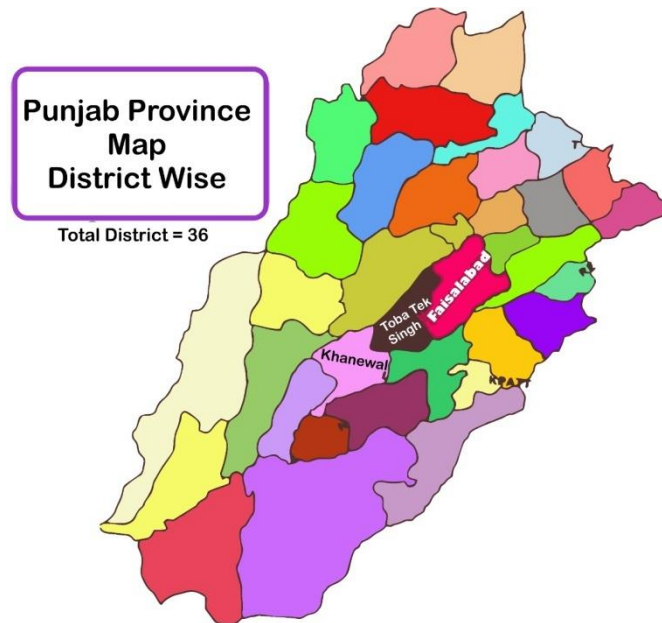 Punjab Province
Map
District Wise
Total District = 36
Faisalabad
Toba Tek
Singh
Khanewal